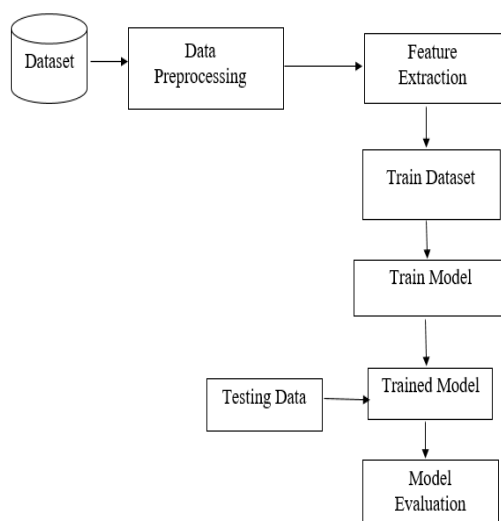 Dataset
Data
Preprocessing
Feature
Extraction
Train Dataset
Train Model
Testing Data
Trained Model
Model
Evaluation